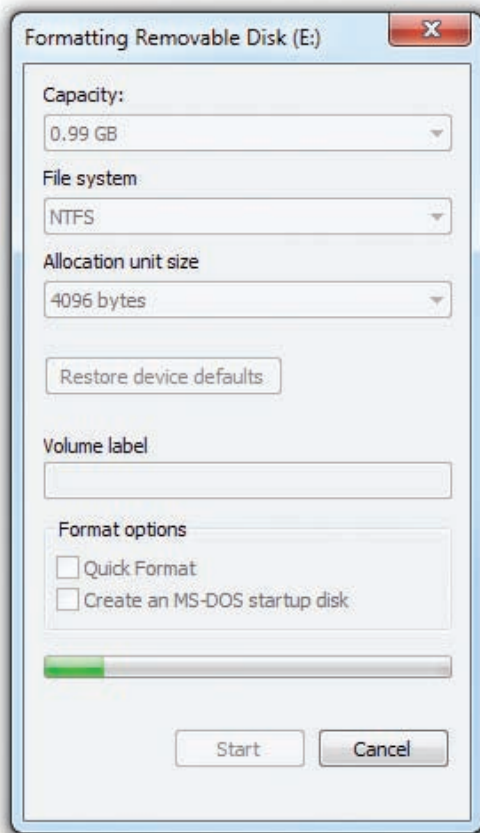 Formatting Removable Disk (E:)
Capacity:
0.99 GB
File system
NTFS
Allocation unit size
4096 bytes
Restore device defaults
Volume label
Format options
Quick Format
Create an MS-DOS startup disk
Start Cancel